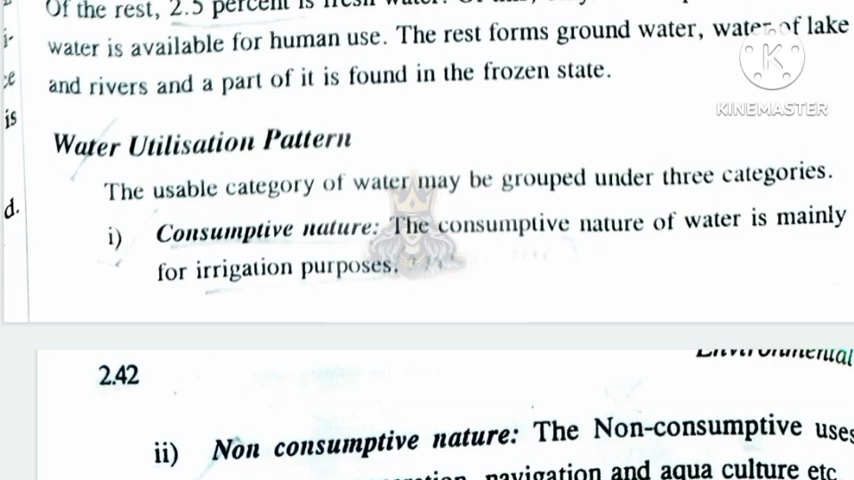 Of the rest, 2.5 percent is fresh water.
i-
water is available for human use. The rest forms ground water, water of lake
KINEMASTER
ce
and rivers and a part of it is found in the frozen state.
is
Water Utilisation Pattern
The usable category of water may be grouped under three categories.
d.
i) Consumptive nature: The consumptive nature of water is mainly
for irrigation purposes.
2.42
Environmental
ii) Non consumptive nature: The Non-consumptive uses
navigation and aqua culture etc.